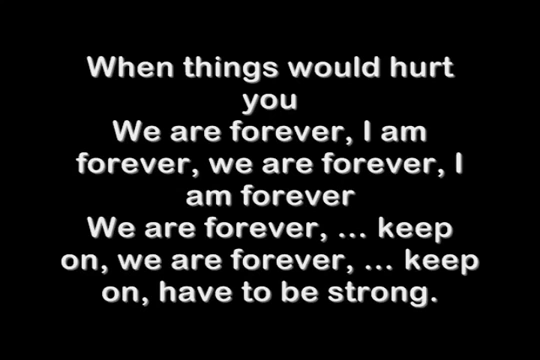 When things would hurt
you
We are forever, I am
forever, we are forever, I
am forever
We are forever, ... keep
on, we are forever, ... keep
on, have to be strong.